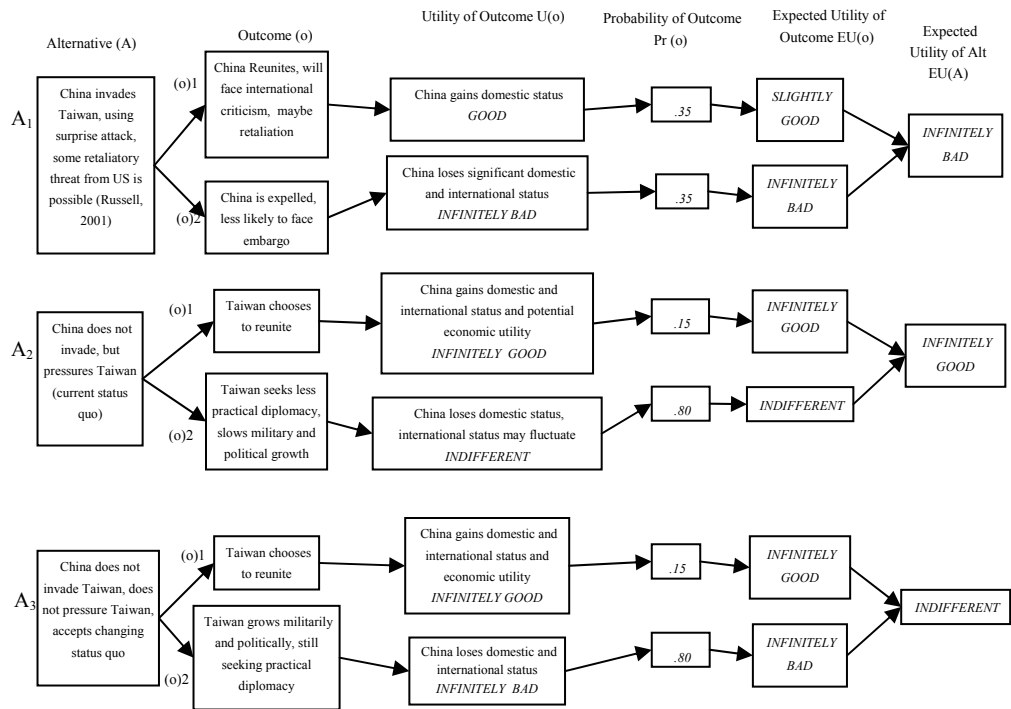 Alternative (A)
Outcome (o)
Utility of Outcome U(o)
Probability of Outcome
Pr (o)
Expected Utility of
Outcome EU(o)
Expected
Utility of Alt
EU(A)
A1
China invades
Taiwan, using
surprise attack,
some retaliatory
threat from US is
possible (Russell,
2001)
(o)1
China Reunites, will
face international
criticism, maybe
retaliation
China gains domestic status
GOOD
.35
SLIGHTLY
GOOD
(o)2
China is expelled,
less likely to face
embargo
China loses significant domestic
and international status
INFINITELY BAD
.35
INFINITELY
BAD
INFINITELY
BAD
A2
China does not
invade, but
pressures Taiwan
(current status
quo)
(o)1
Taiwan chooses
to reunite
China gains domestic and
international status and potential
economic utility
INFINITELY GOOD
.15
INFINITELY
GOOD
(o)2
Taiwan seeks less
practical diplomacy,
slows military and
political growth
China loses domestic status,
international status may fluctuate
INDIFFERENT
.80
INDIFFERENT
INFINITELY
GOOD
A3
China does not
invade Taiwan, does
not pressure Taiwan,
accepts changing
status quo
(o)1
Taiwan chooses
to reunite
China gains domestic and
international status and
economic utility
INFINITELY GOOD
.15
INFINITELY
GOOD
(o)2
Taiwan grows militarily
and politically, still
seeking practical
diplomacy
China loses domestic and
international status
INFINITELY BAD
.80
INFINITELY
BAD
INDIFFERENT